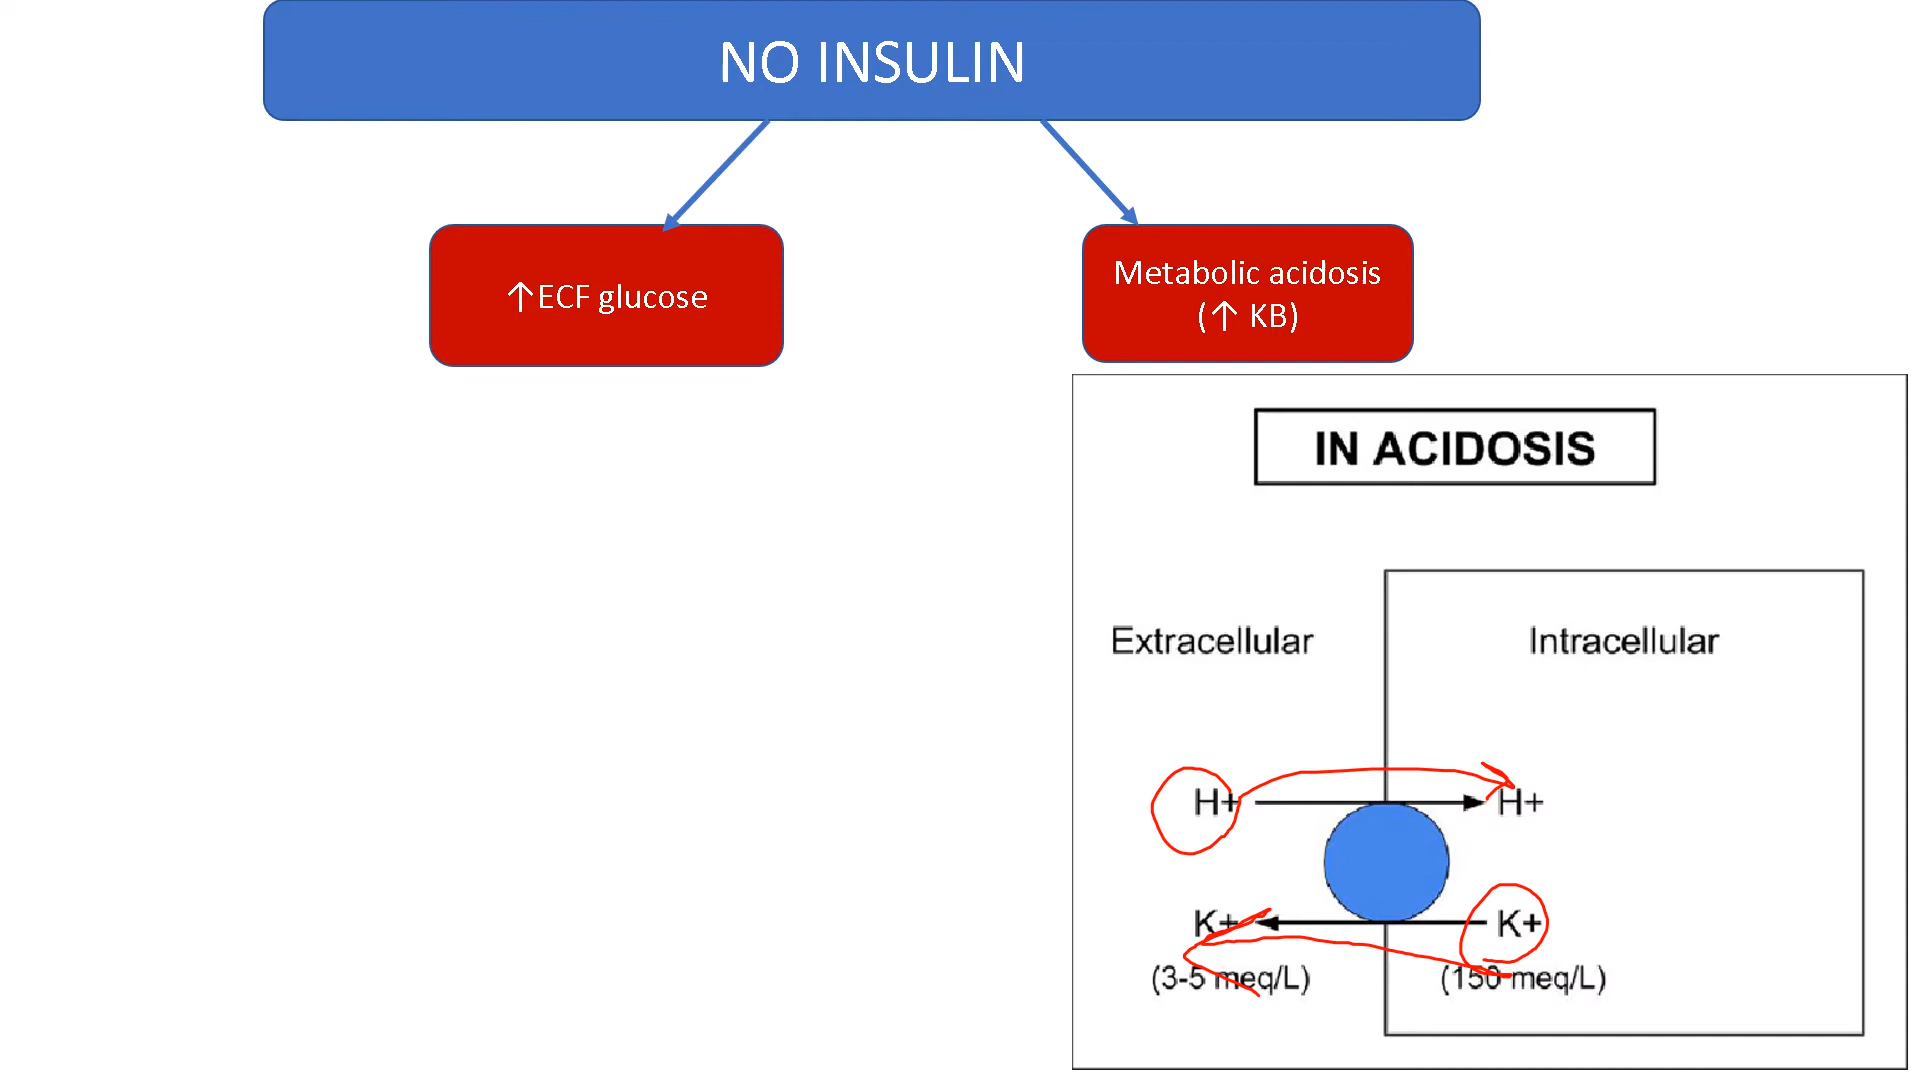 NO INSULIN
↑ECF glucose
Metabolic acidosis
(↑ KB)
IN ACIDOSIS
Extracellular
Intracellular
H+
H+
K+
K+
(3-5 meq/L)
(150 meq/L)